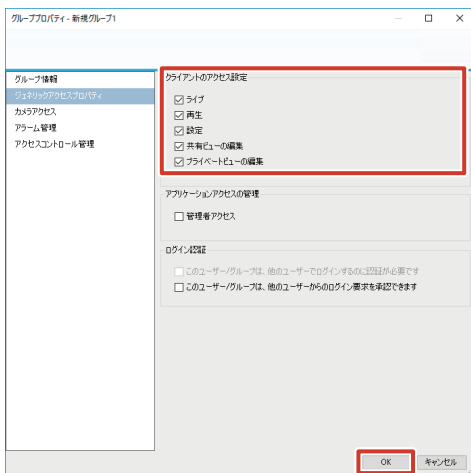 グループプロパティ - 新規グループ1
グループ情報
ジェネリックアクセスプロパティ
カメラアクセス
アラーム管理
アクセスコントロール管理
クライアントのアクセス設定
ライブ
再生
設定
共有ビューの編集
プライベートビューの編集
アプリケーションアクセスの管理
管理者アクセス
ログイン認証
このユーザー/グループは、他のユーザーでログインするのに認証が必要です
このユーザー/グループは、他のユーザーからのログイン要求を承認できます
OK
キャンセル